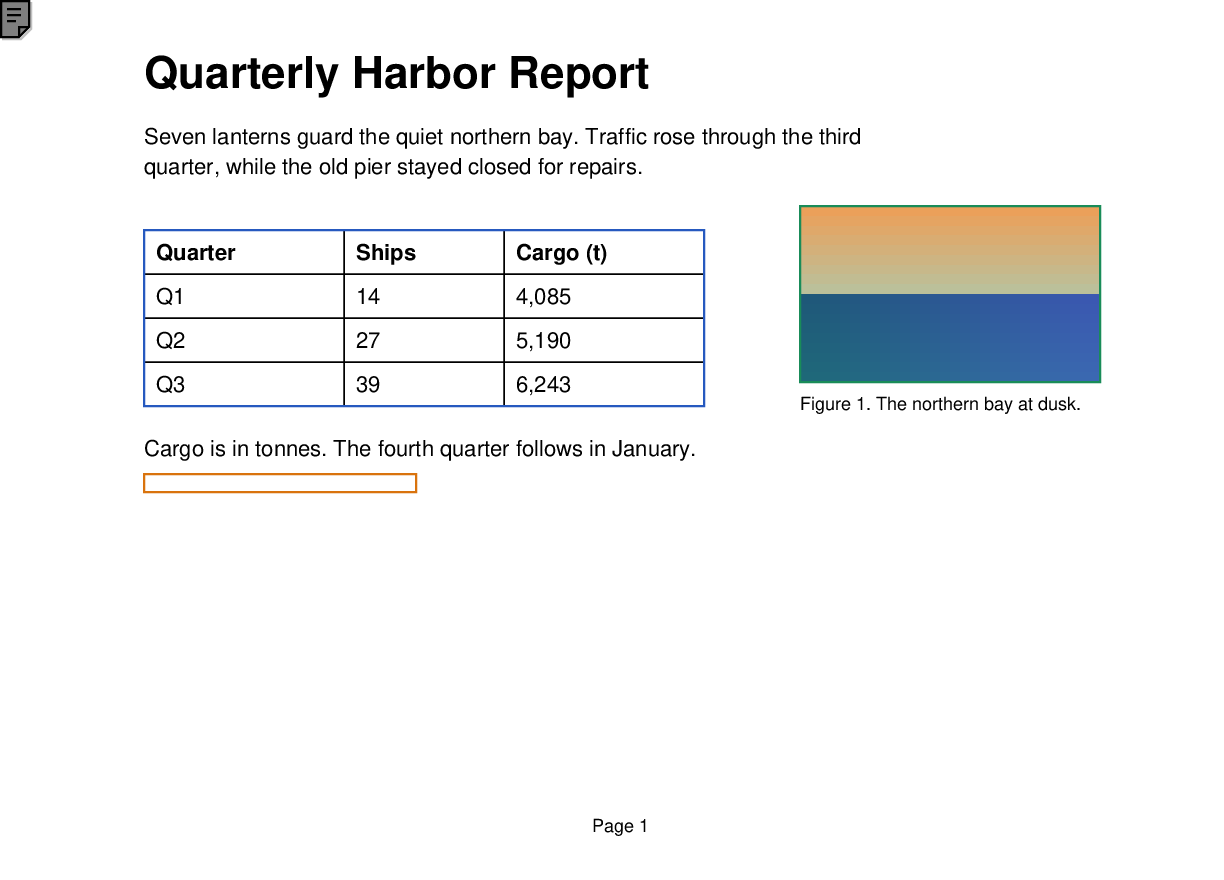 Quarterly Harbor Report
Seven lanterns guard the quiet northern bay. Traffic rose through the third
quarter, while the old pier stayed closed for repairs.
Quarter Ships Cargo (t)
Q1 14 4,085
Q2 27 5,190
Q3 39 6,243
Figure 1. The northern bay at dusk.
Cargo is in tonnes. The fourth quarter follows in January.
Page 1